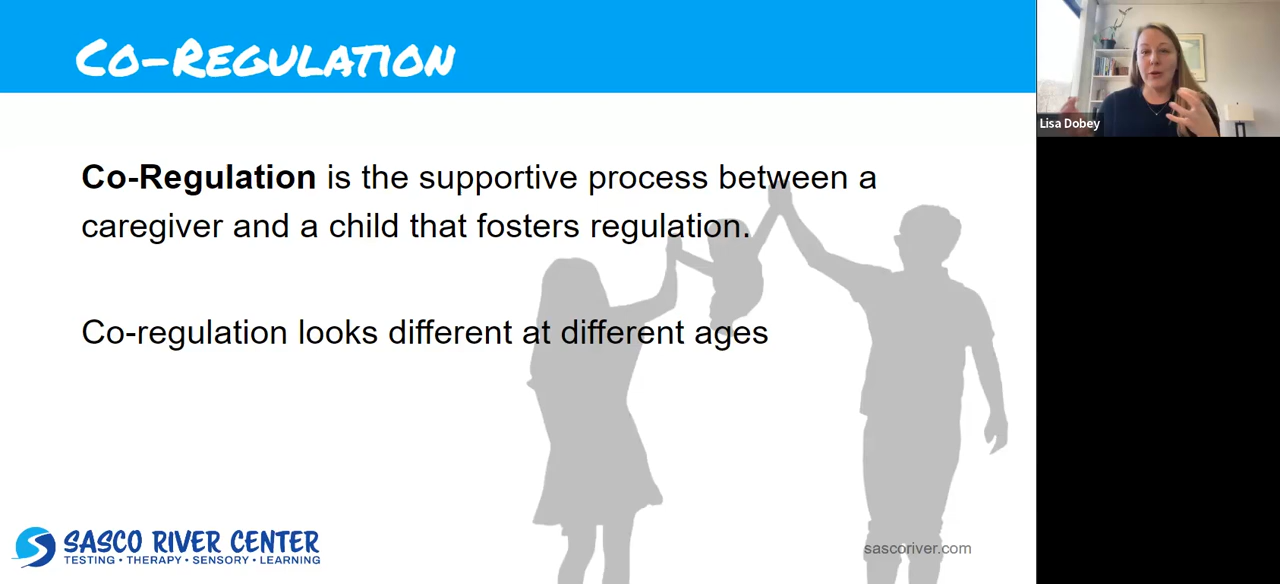 Co-Regulation
Lisa Dobey
Co-Regulation is the supportive process between a
caregiver and a child that fosters regulation.
Co-regulation looks different at different ages
SASCO RIVER CENTER
TESTING • THERAPY • SENSORY • LEARNING
sascoriver.com